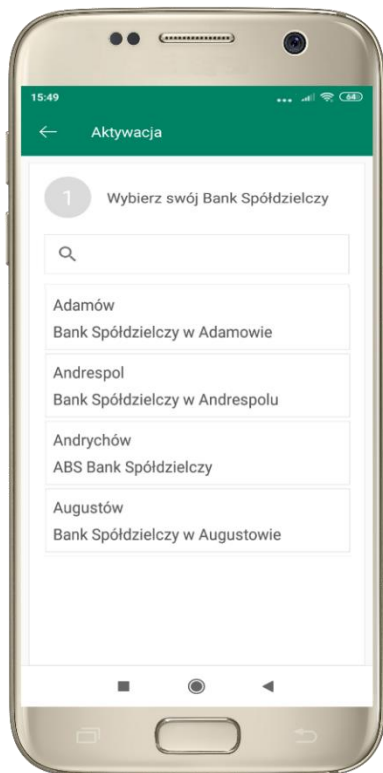 15:49
64
Aktywacja
1
Wybierz swój Bank Spółdzielczy
Adamów
Bank Spółdzielczy w Adamowie
Andrespol
Bank Spółdzielczy w Andrespolu
Andrychów
ABS Bank Spółdzielczy
Augustów
Bank Spółdzielczy w Augustowie